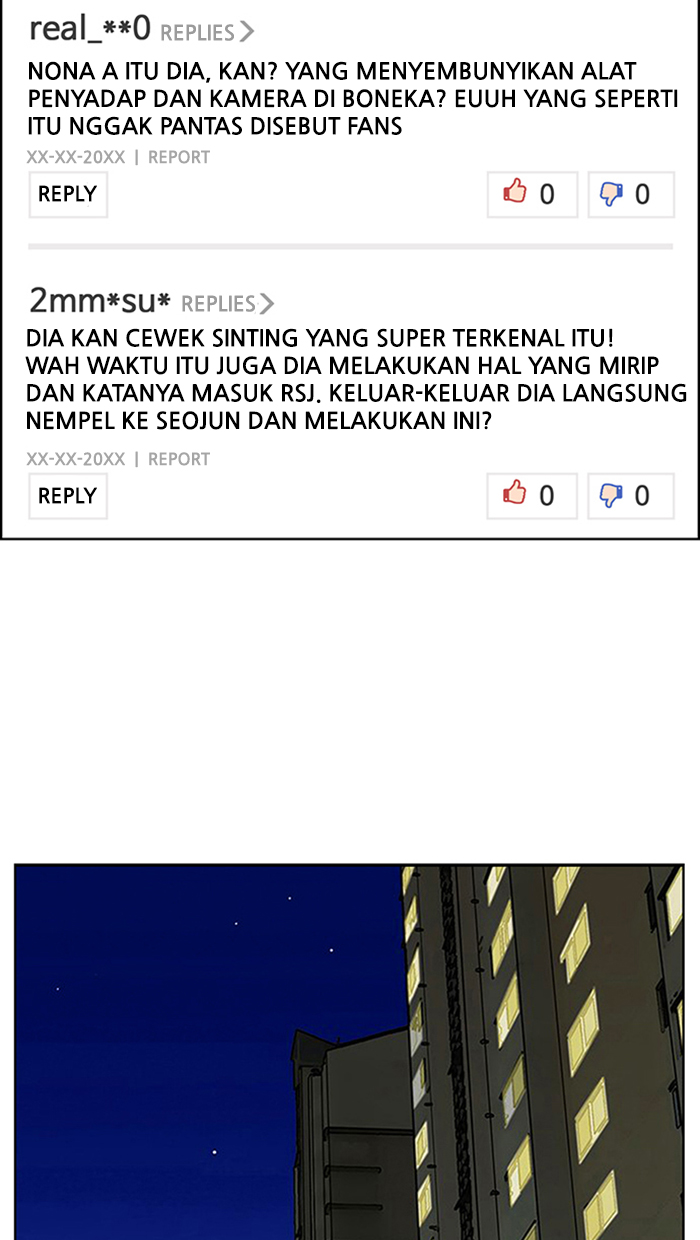 real_**0 REPLIES >
NONA A ITU DIA, KAN? YANG MENYEMBUNYIKAN ALAT
PENYADAP DAN KAMERA DI BONEKA? EUUH YANG SEPERTI
ITU NGGAK PANTAS DISEBUT FANS
XX-XX-20XX | REPORT
REPLY 0 0
2mm*su* REPLIES >
DIA KAN CEWEK SINTING YANG SUPER TERKENAL ITU!
WAH WAKTU ITU JUGA DIA MELAKUKAN HAL YANG MIRIP
DAN KATANYA MASUK RSJ. KELUAR-KELUAR DIA LANGSUNG
NEMPEL KE SEOJUN DAN MELAKUKAN INI?
XX-XX-20XX | REPORT
REPLY 0 0